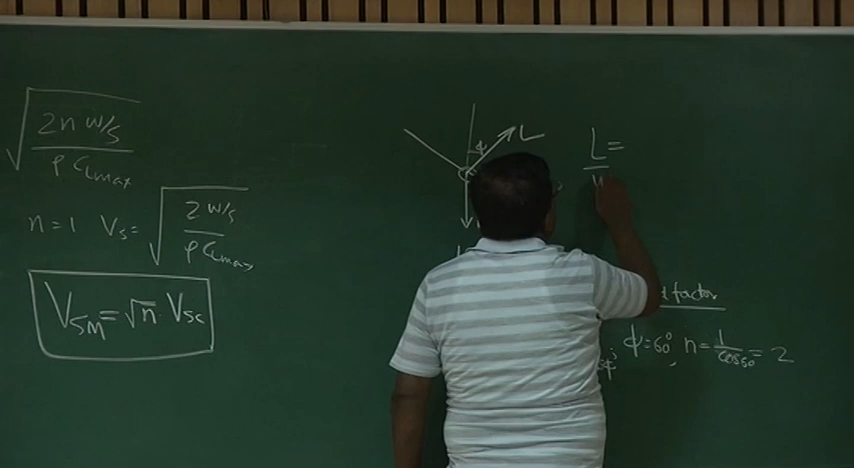 √(2n W/S / ρ C_Lmax)
n=1 V_s= √(2 W/S / ρ C_Lmax)
V_SM = √n V_sc
φ L
L =
factor
φ=60°, n = 1/cos60 = 2